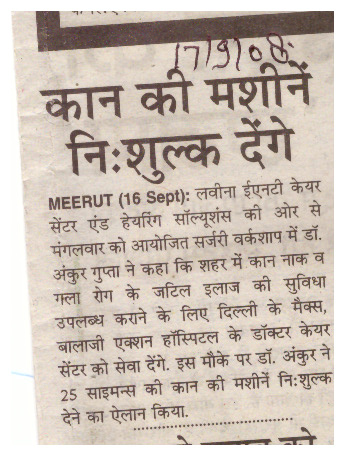 17/9/08
कान की मशीनें
नि:शुल्क देंगे
MEERUT (16 Sept): लवीना ईएनटी केयर
सेंटर एंड हेयरिंग सॉल्यूशंस की ओर से
मंगलवार को आयोजित सर्जरी वर्कशाप में डॉ.
अंकुर गुप्ता ने कहा कि शहर में कान नाक व
गला रोग के जटिल इलाज की सुविधा
उपलब्ध कराने के लिए दिल्ली के मैक्स,
बालाजी एक्शन हॉस्पिटल के डॉक्टर केयर
सेंटर को सेवा देंगे. इस मौके पर डॉ. अंकुर ने
25 साइमन्स की कान की मशीनें नि:शुल्क
देने का ऐलान किया.